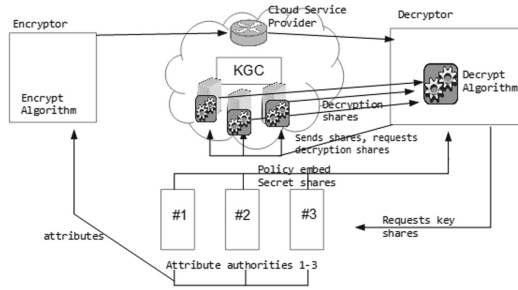 Encryptor
Cloud Service
Provider
Decryptor
KGC
Encrypt
Algorithm
Decrypt
Algorithm
Decryption
shares
Sends shares, requests
decryption shares
Policy embed
Secret shares
#1
#2
#3
Requests key
shares
attributes
Attribute authorities 1-3